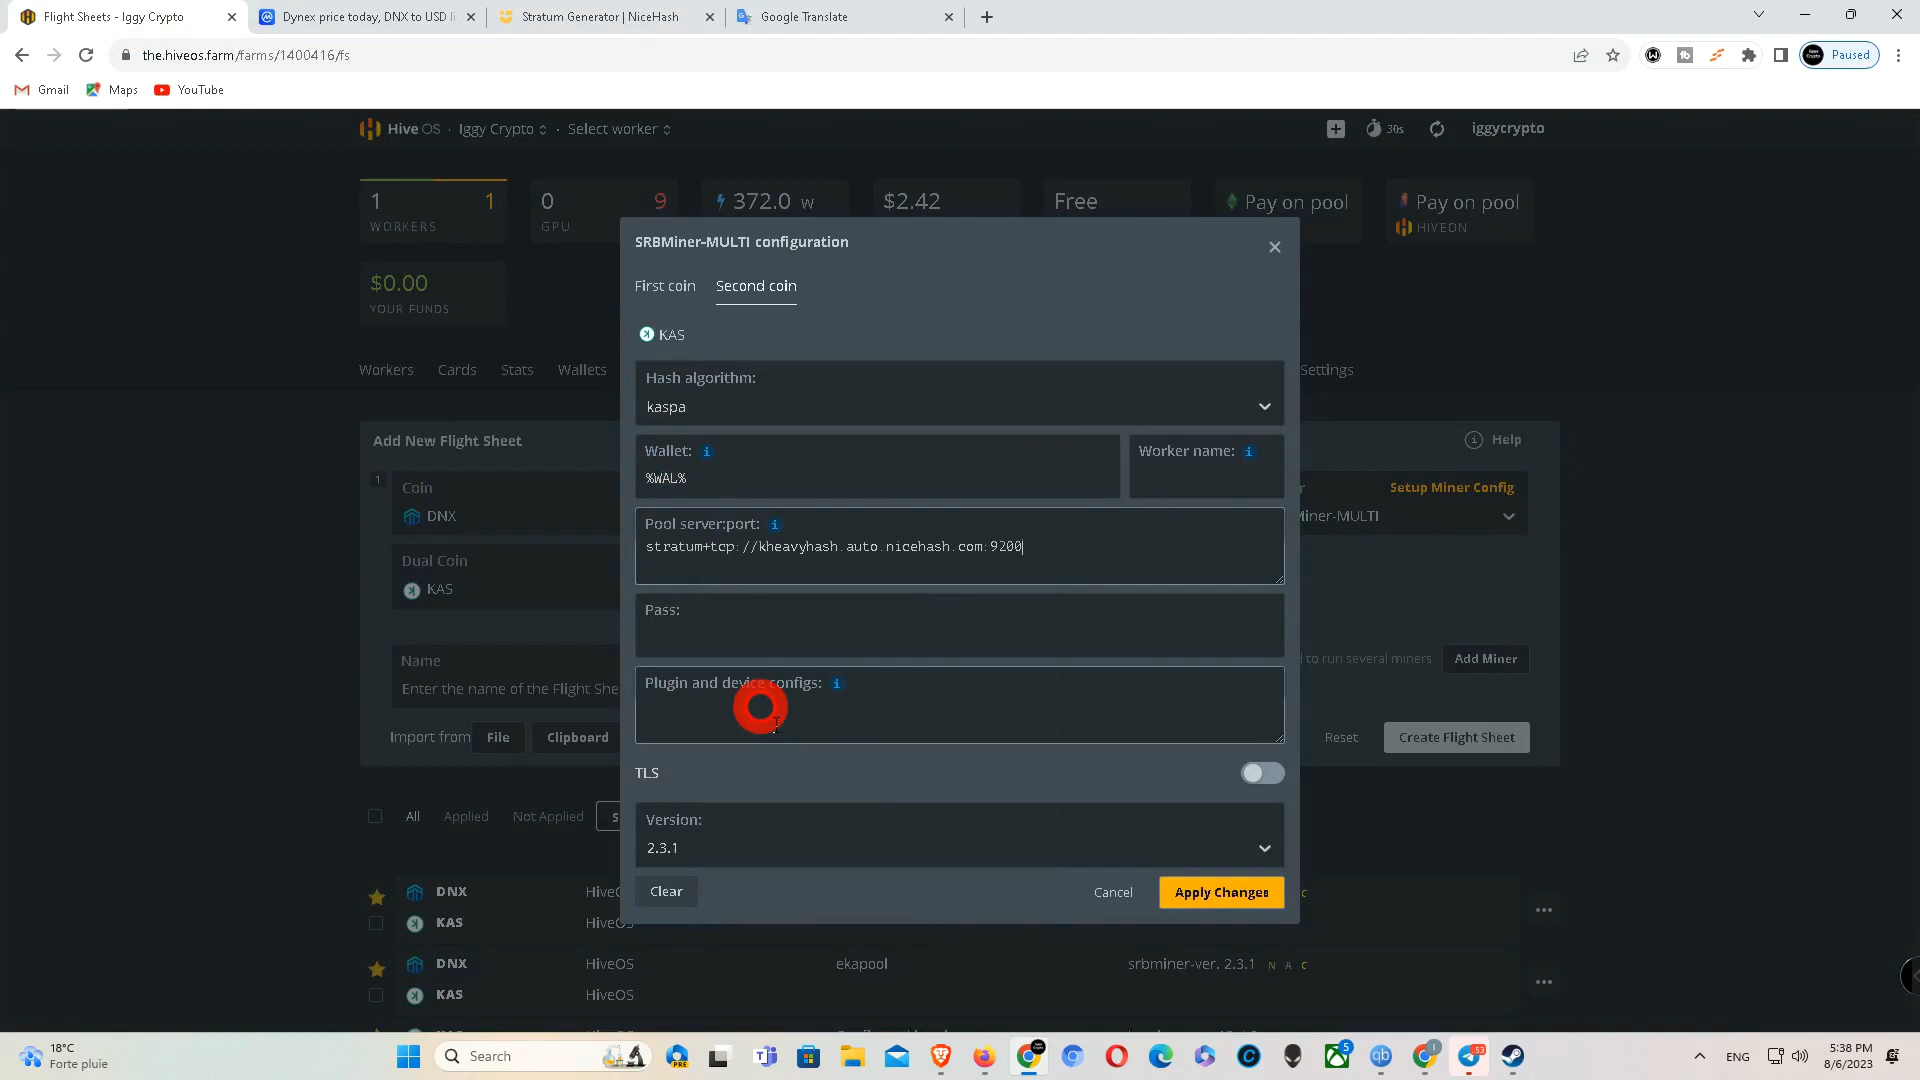 Flight Sheets - Iggy Crypto
Dynex price today, DNX to USD li
Stratum Generator | NiceHash
Google Translate
the.hiveos.farm/farms/1400416/fs
Paused
Gmail
Maps
YouTube
Hive OS · Iggy Crypto · Select worker
30s
iggycrypto
1 1
WORKERS
0 9
GPU
372.0 W
$2.42
Free
Pay on pool
Pay on pool
HIVEON
$0.00
YOUR FUNDS
Workers Cards Stats Wallets
Settings
SRBMiner-MULTI configuration
First coin Second coin
KAS
Hash algorithm:
kaspa
Wallet:
%WAL%
Worker name:
Pool server:port:
stratum+tcp://kheavyhash.auto.nicehash.com:9200
Pass:
Plugin and device configs:
TLS
Version:
2.3.1
Clear
Cancel
Apply Changes
Add New Flight Sheet
Help
1
Coin
DNX
Dual Coin
KAS
Setup Miner Config
iner-MULTI
Name
Enter the name of the Flight She
d to run several miners
Add Miner
Import from File Clipboard
Reset
Create Flight Sheet
All Applied Not Applied S
DNX HiveO
C
KAS HiveOS
DNX HiveOS ekapool srbminer-ver. 2.3.1 N A C
KAS HiveOS
18°C
Forte pluie
Search
PRE
5
53
ENG
5:38 PM
8/6/2023